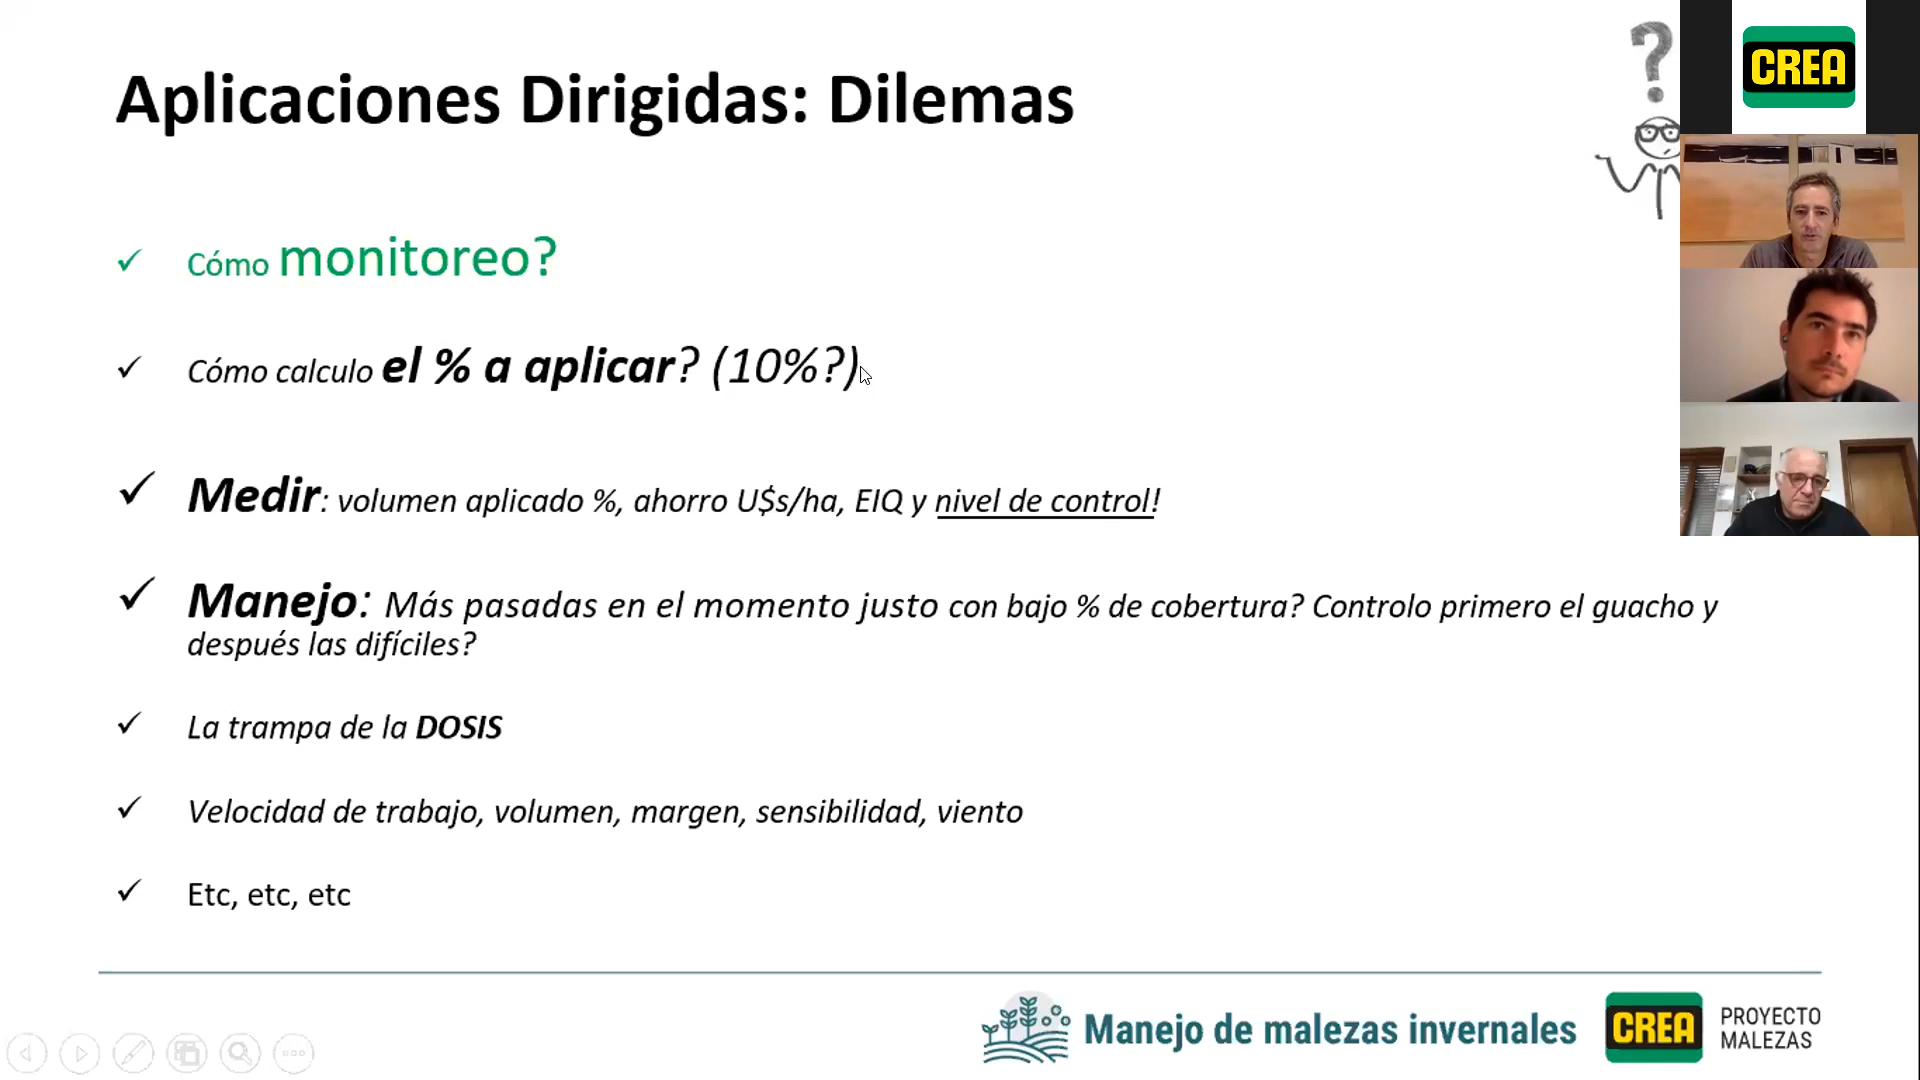 Aplicaciones Dirigidas: Dilemas
?
CREA
✓ Cómo monitoreo?
✓ Cómo calculo el % a aplicar? (10%?)
✓ Medir: volumen aplicado %, ahorro U$s/ha, EIQ y nivel de control!
✓ Manejo: Más pasadas en el momento justo con bajo % de cobertura? Controlo primero el guacho y
después las difíciles?
✓ La trampa de la DOSIS
✓ Velocidad de trabajo, volumen, margen, sensibilidad, viento
✓ Etc, etc, etc
Manejo de malezas invernales
CREA
PROYECTO
MALEZAS